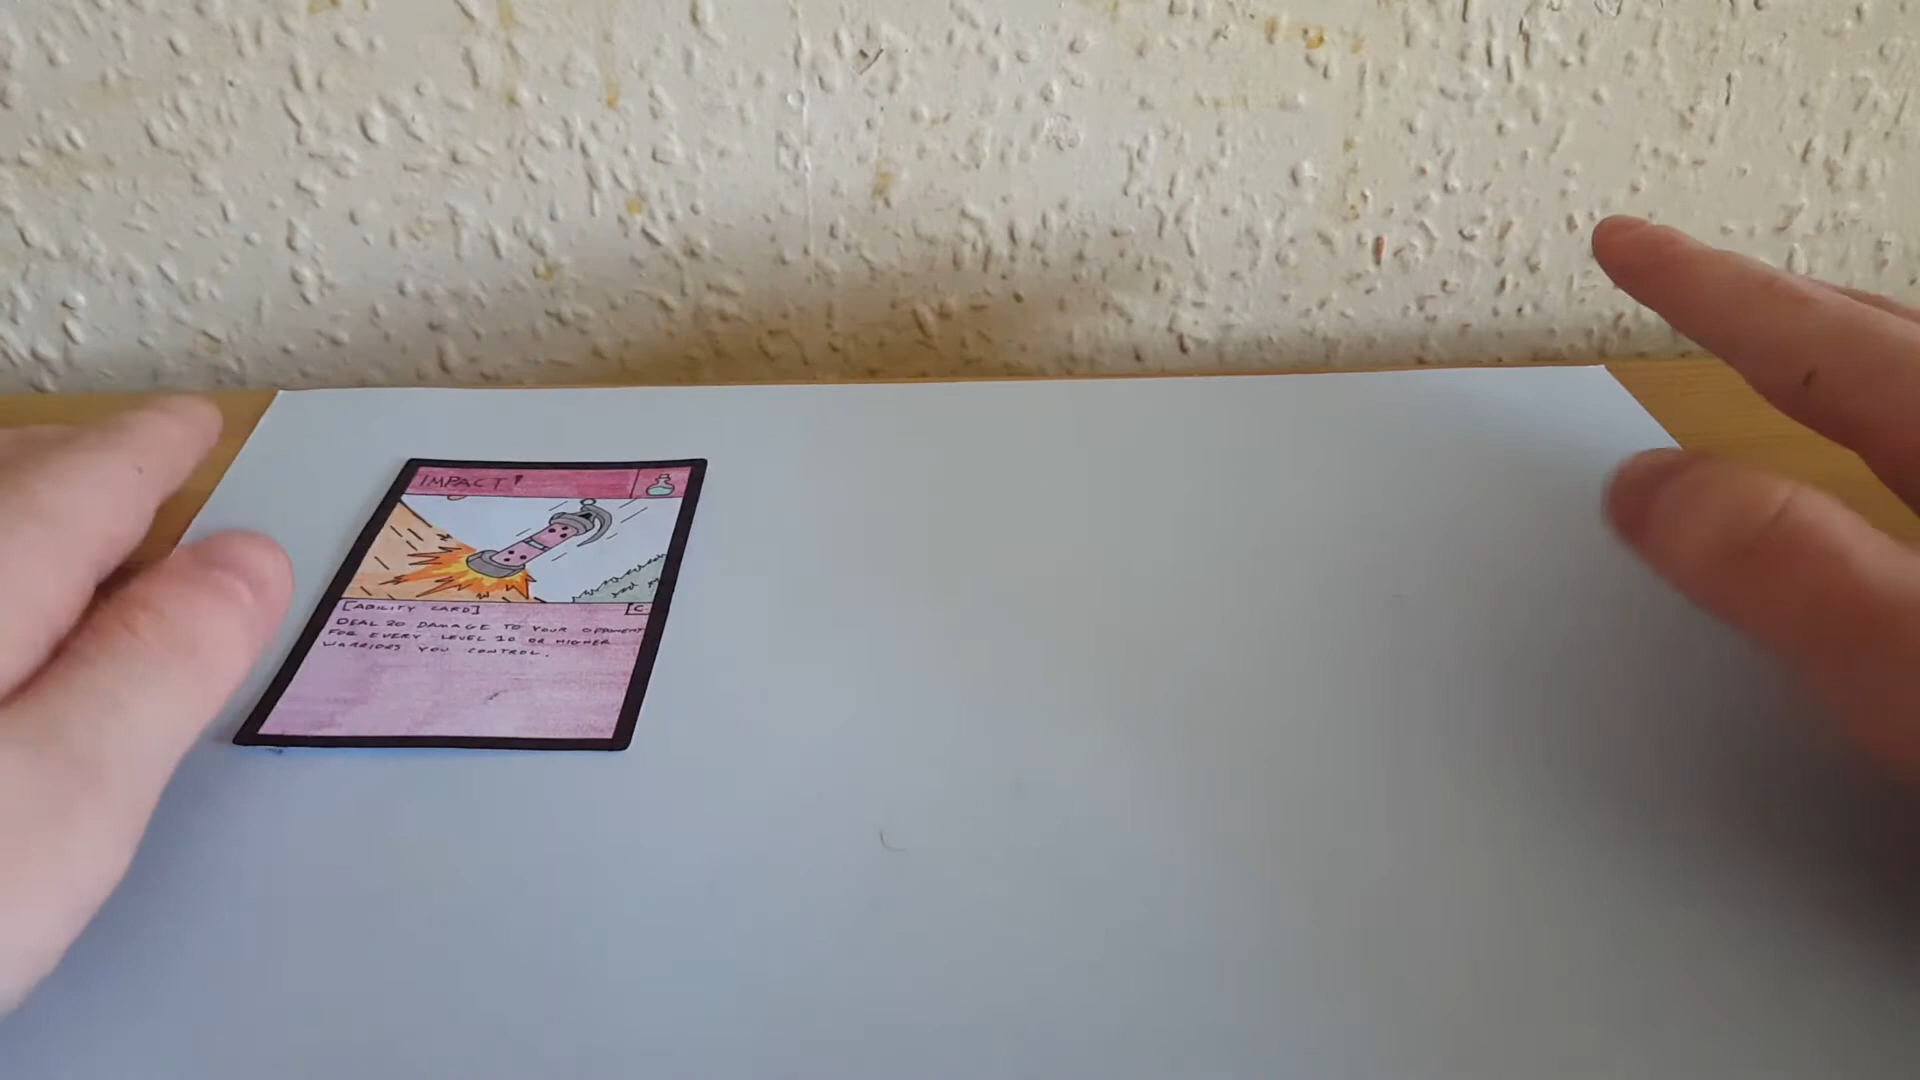 IMPACT!
[ABILITY CARD] [C
DEAL 20 DAMAGE TO YOUR OPPONENT
FOR EVERY LEVEL 10 OR HIGHER
WARRIORS YOU CONTROL.